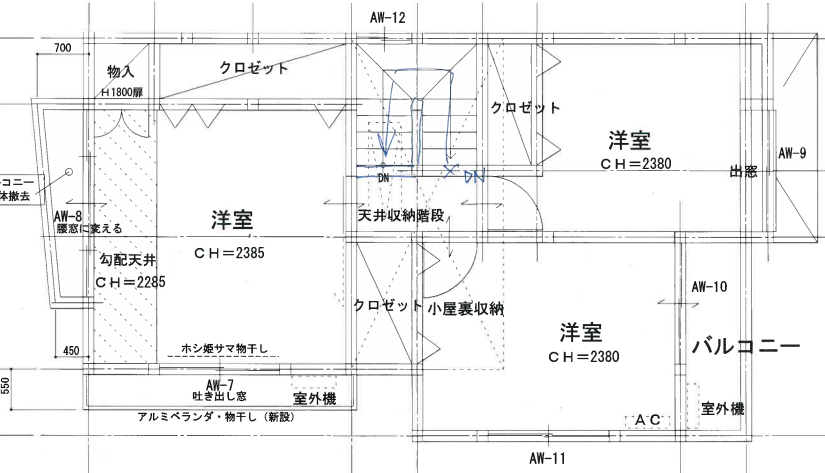 AW-12
700
物入
H1800扉
クロゼット
クロゼット
洋室
CH=2380
AW-9
出窓
DN
DN
コニー
体撤去
AW-8
腰窓に変える
洋室
CH=2385
天井収納階段
勾配天井
CH=2285
クロゼット
小屋裏収納
AW-10
洋室
CH=2380
バルコニー
ホシ姫サマ物干し
450
550
AW-7
吐き出し窓
室外機
アルミベランダ・物干し(新設)
AC
室外機
AW-11